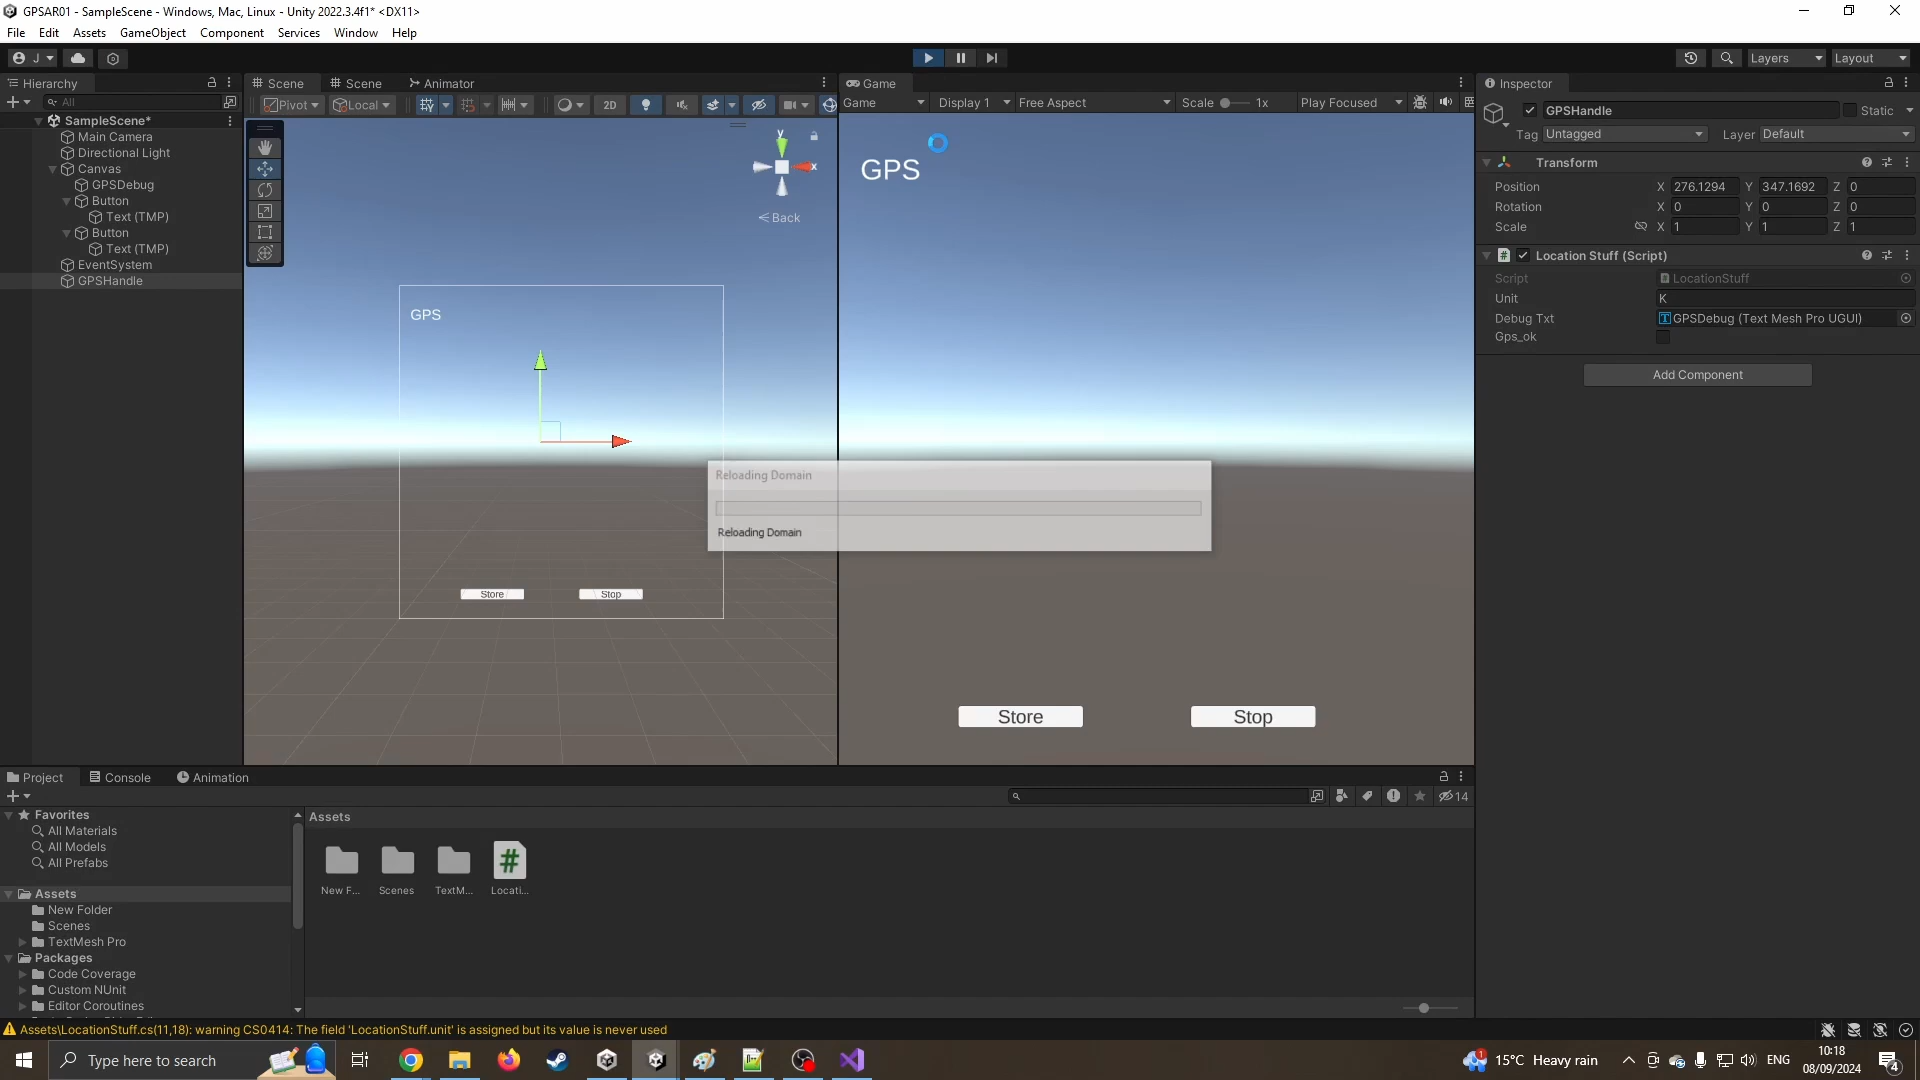 GPSAR01 - SampleScene - Windows, Mac, Linux - Unity 2022.3.4f1* <DX11>
File Edit Assets GameObject Component Services Window Help
J Layers Layout
Hierarchy Scene Scene Animator Game Inspector
All Pivot Local 2D Game Display 1 Free Aspect Scale 1x Play Focused GPSHandle Static
SampleScene*
Main Camera
Directional Light
Canvas
GPSDebug
Button
Text (TMP)
Button
Text (TMP)
EventSystem
GPSHandle
y
x
Back
GPS
Store Stop
GPS
Store Stop
Reloading Domain
Reloading Domain
Tag Untagged Layer Default
Transform
Position X 276.1294 Y 347.1692 Z 0
Rotation X 0 Y 0 Z 0
Scale X 1 Y 1 Z 1
Location Stuff (Script)
Script LocationStuff
Unit K
Debug Txt GPSDebug (Text Mesh Pro UGUI)
Gps_ok
Add Component
Project Console Animation
14
Favorites
All Materials
All Models
All Prefabs
Assets
New Folder
Scenes
TextMesh Pro
Packages
Code Coverage
Custom NUnit
Editor Coroutines
Assets
New F... Scenes TextM... Locati...
Assets\LocationStuff.cs(11,18): warning CS0414: The field 'LocationStuff.unit' is assigned but its value is never used
Type here to search
1 15°C Heavy rain ENG 10:18
08/09/2024
4